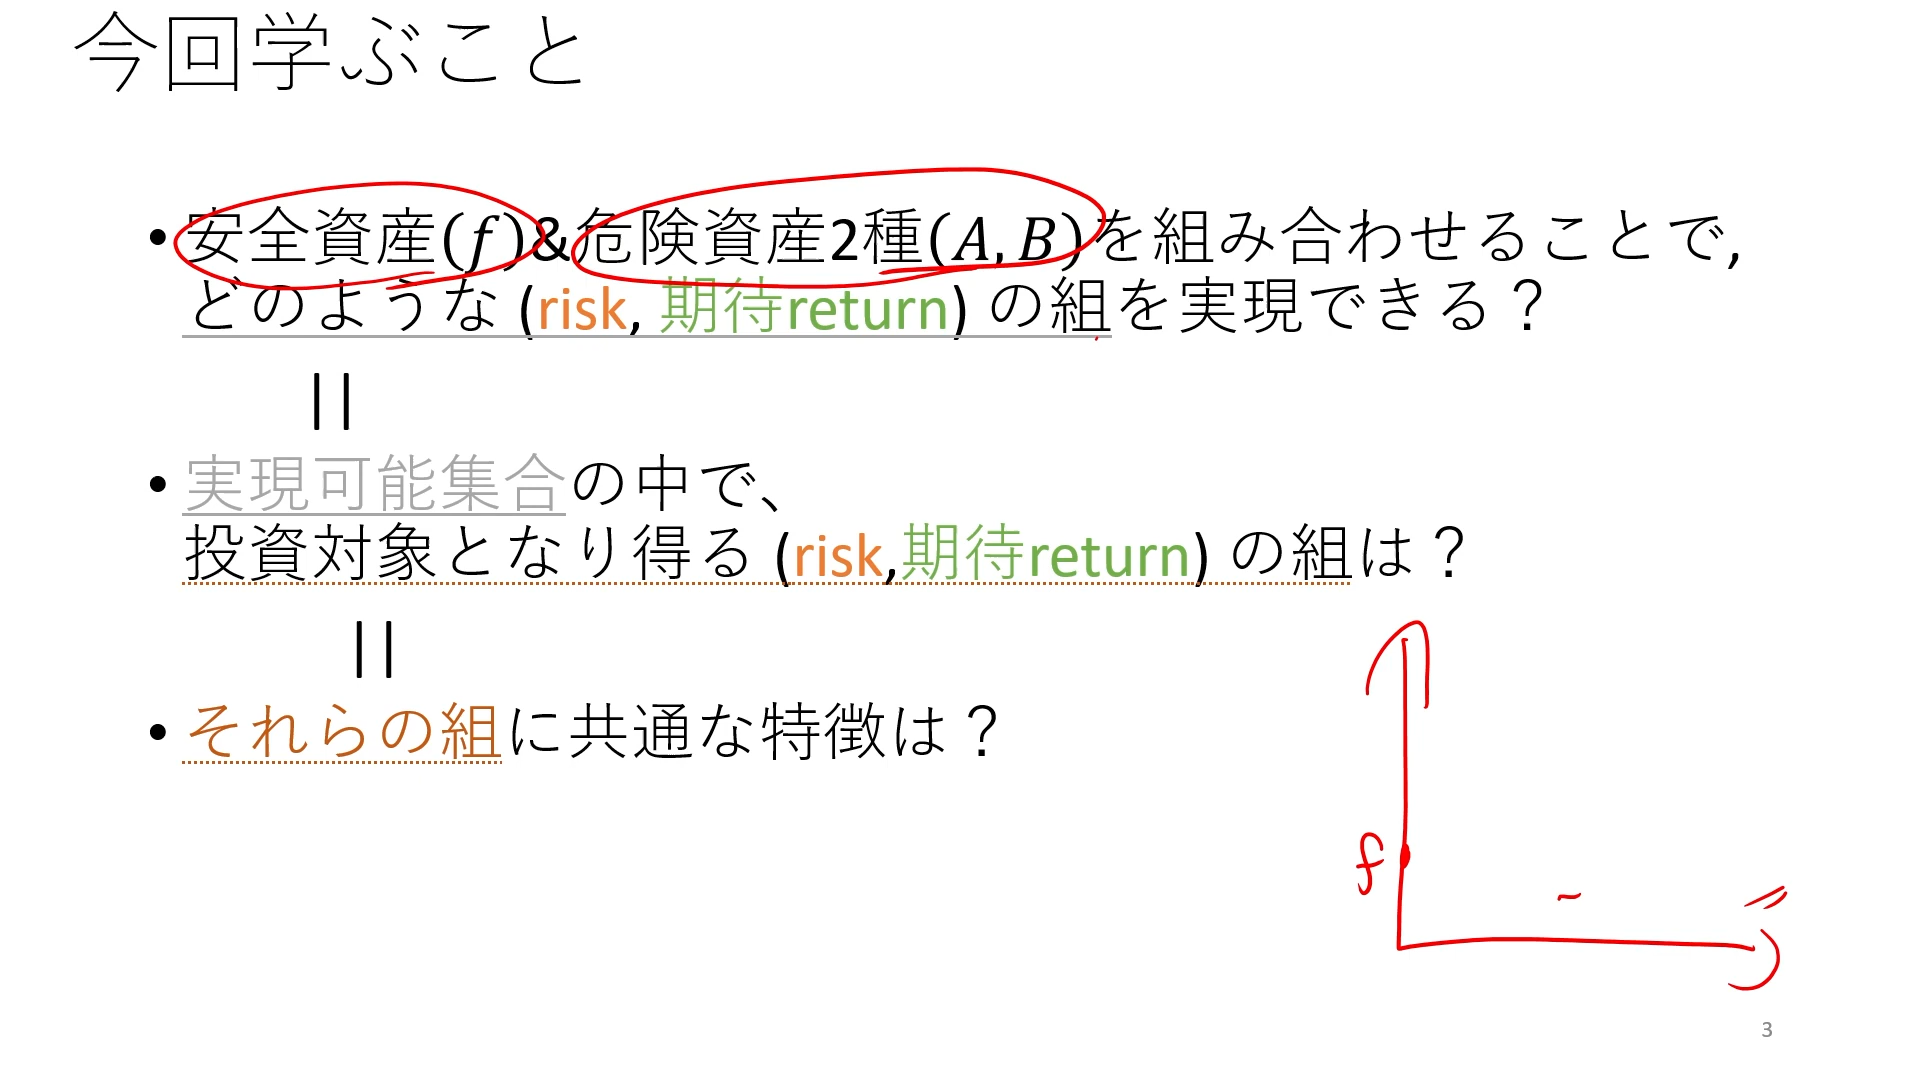 今回学ぶこと
• 安全資産(f)&危険資産2種(A, B)を組み合わせることで,
どのような (risk, 期待return) の組を実現できる？
||
• 実現可能集合の中で、
投資対象となり得る (risk,期待return) の組は？
||
• それらの組に共通な特徴は？
f
3